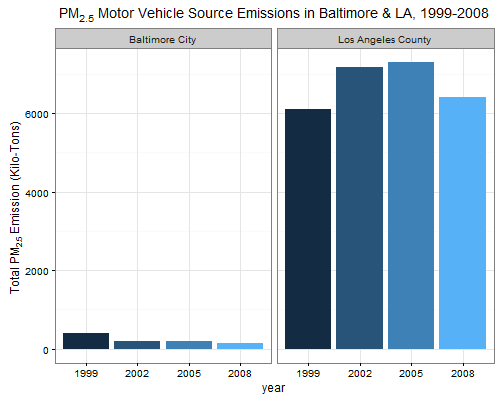 PM2.5 Motor Vehicle Source Emissions in Baltimore & LA, 1999-2008
Baltimore City
Los Angeles County
Total PM2.5 Emission (Kilo-Tons)
6000
4000
2000
0
1999 2002 2005 2008
1999 2002 2005 2008
year